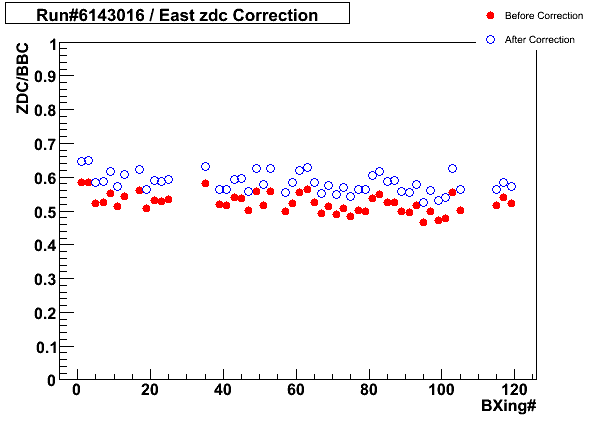 Run#6143016 / East zdc Correction
Before Correction
After Correction
ZDC/BBC
1
0.9
0.8
0.7
0.6
0.5
0.4
0.3
0.2
0.1
0
0 20 40 60 80 100 120
BXing#